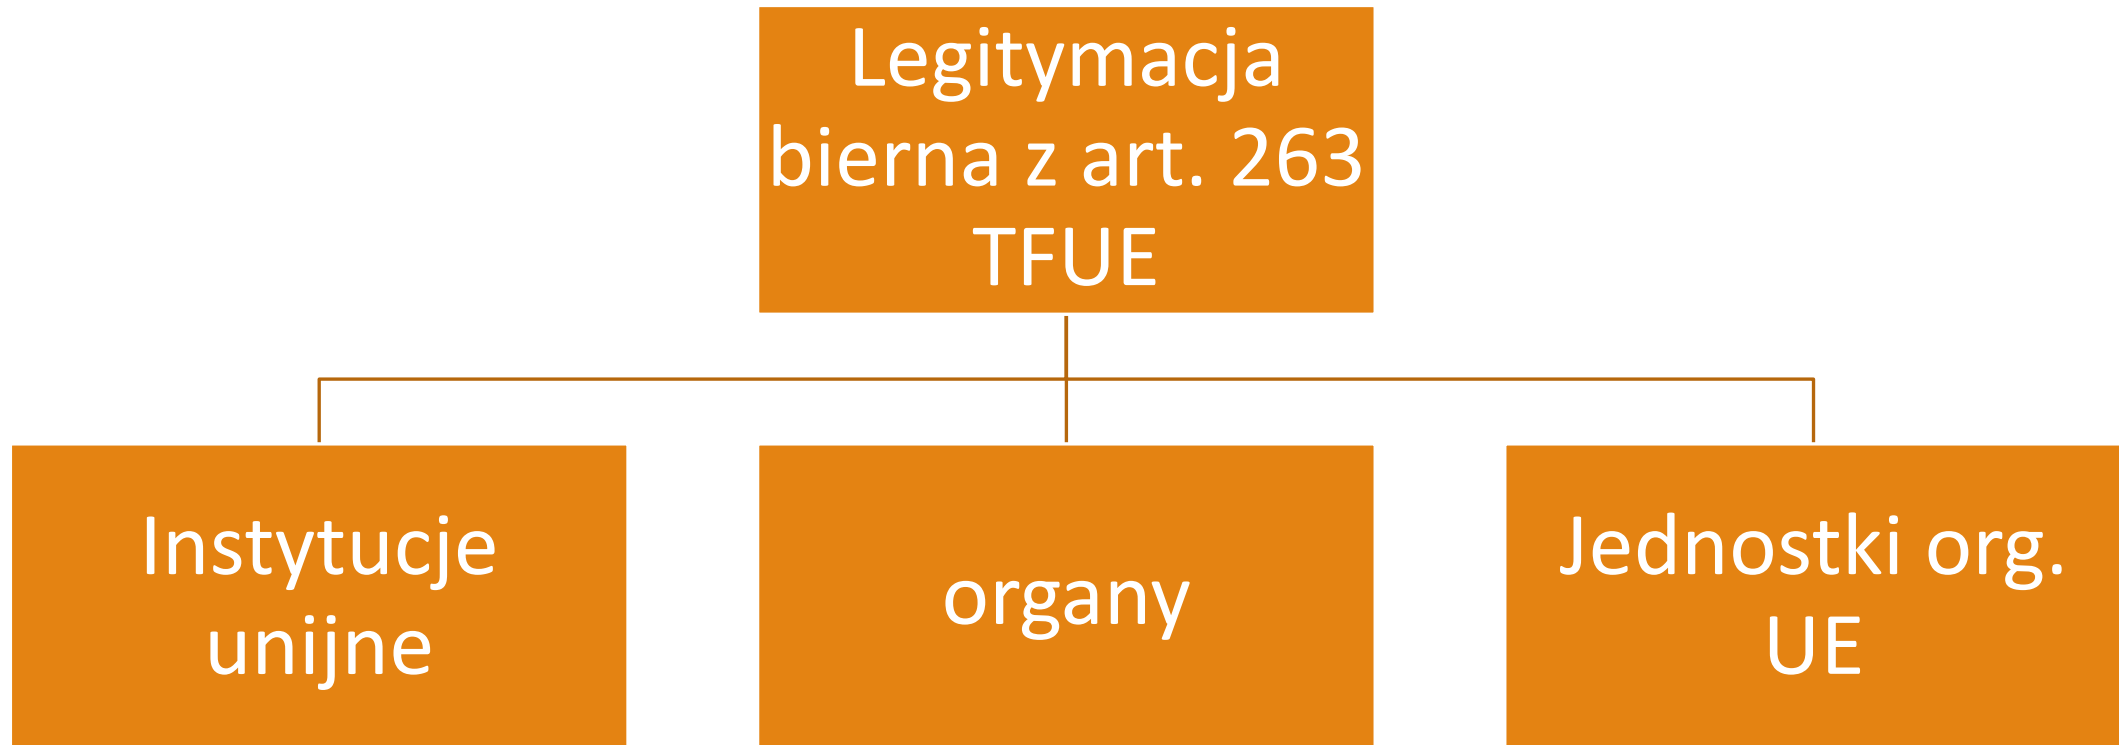 Legitymacja
bierna z art. 263
TFUE
Instytucje
unijne
organy
Jednostki org.
UE